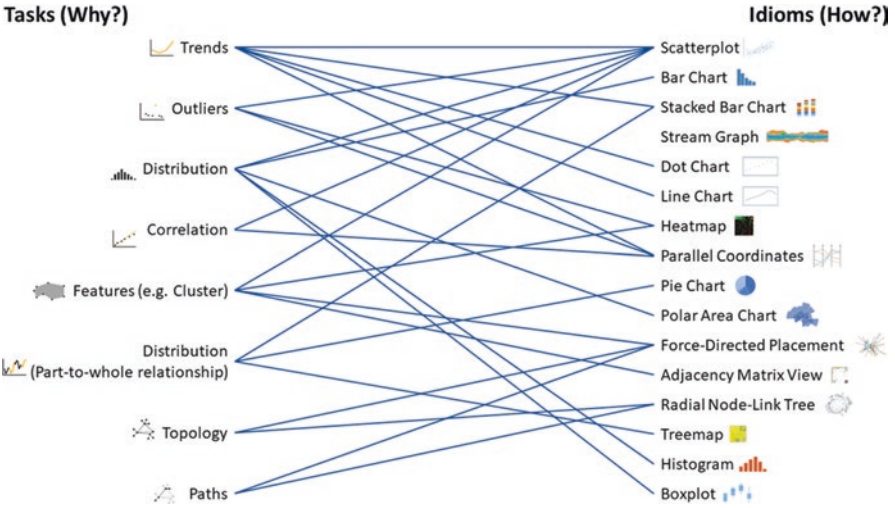 Tasks (Why?)
Idioms (How?)
Trends
Outliers
Distribution
Correlation
Features (e.g. Cluster)
Distribution
(Part-to-whole relationship)
Topology
Paths
Scatterplot
Bar Chart
Stacked Bar Chart
Stream Graph
Dot Chart
Line Chart
Heatmap
Parallel Coordinates
Pie Chart
Polar Area Chart
Force-Directed Placement
Adjacency Matrix View
Radial Node-Link Tree
Treemap
Histogram
Boxplot